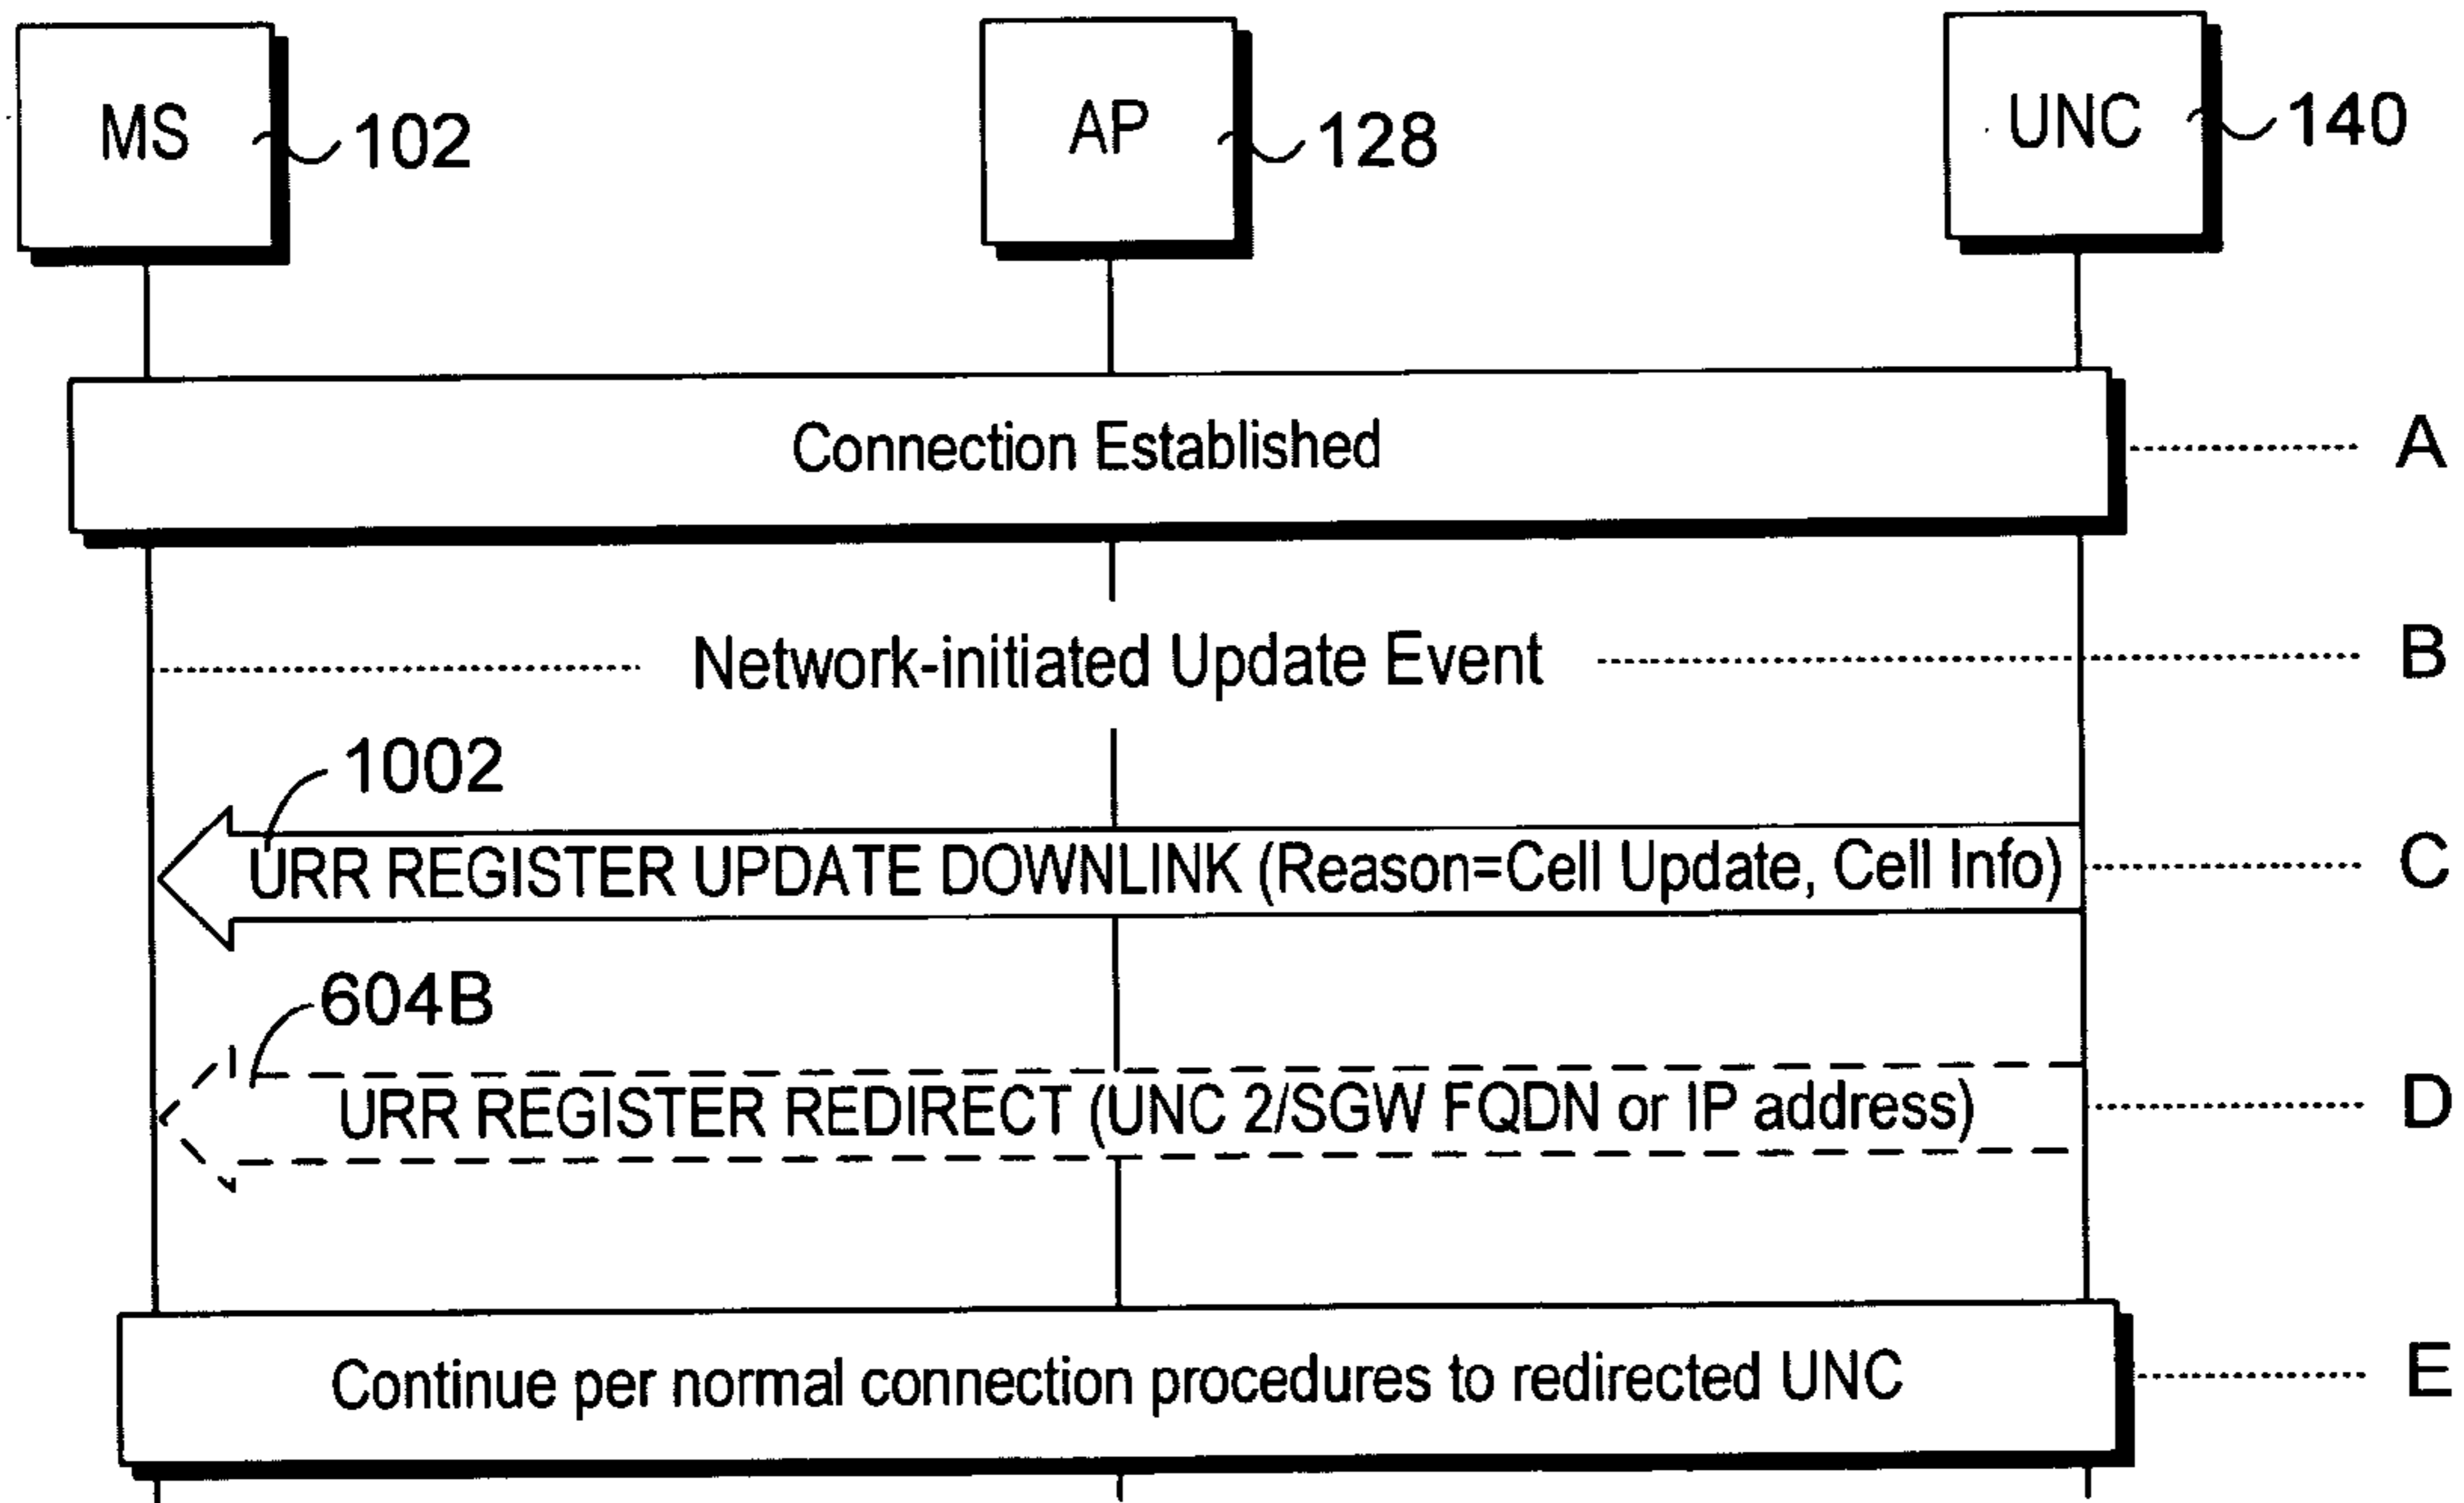 MS 102
AP 128
UNC 140
Connection Established A
Network-initiated Update Event B
1002
URR REGISTER UPDATE DOWNLINK (Reason=Cell Update, Cell Info) C
604B
URR REGISTER REDIRECT (UNC 2/SGW FQDN or IP address) D
Continue per normal connection procedures to redirected UNC E